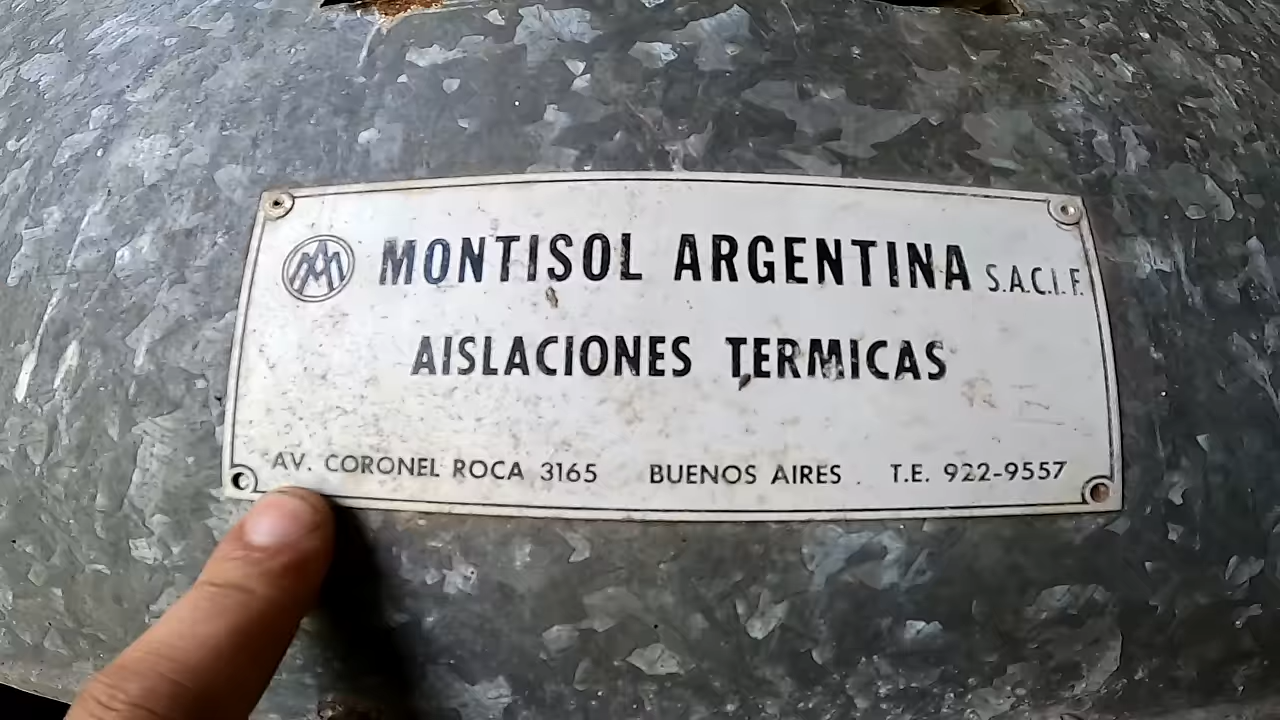 MONTISOL ARGENTINA S.A.C.I.F.
AISLACIONES TERMICAS
AV. CORONEL ROCA 3165 BUENOS AIRES . T.E. 922-9557